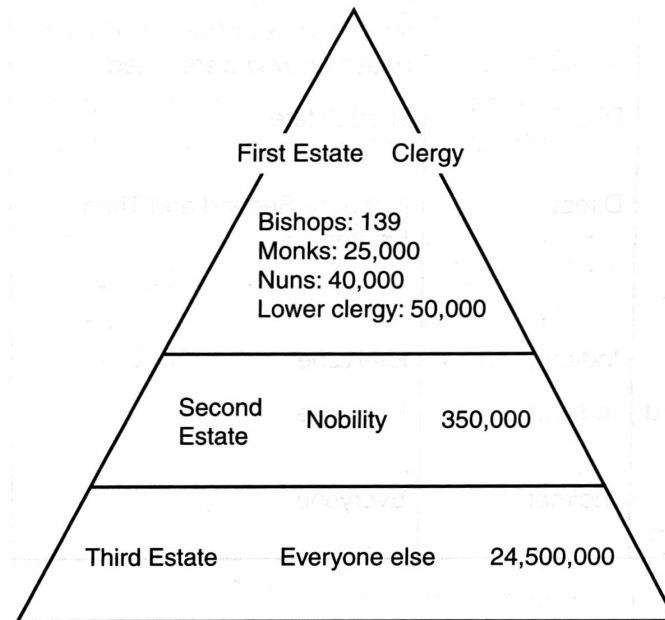 First Estate Clergy
Bishops: 139
Monks: 25,000
Nuns: 40,000
Lower clergy: 50,000
Second
Estate
Nobility
350,000
Third Estate Everyone else 24,500,000